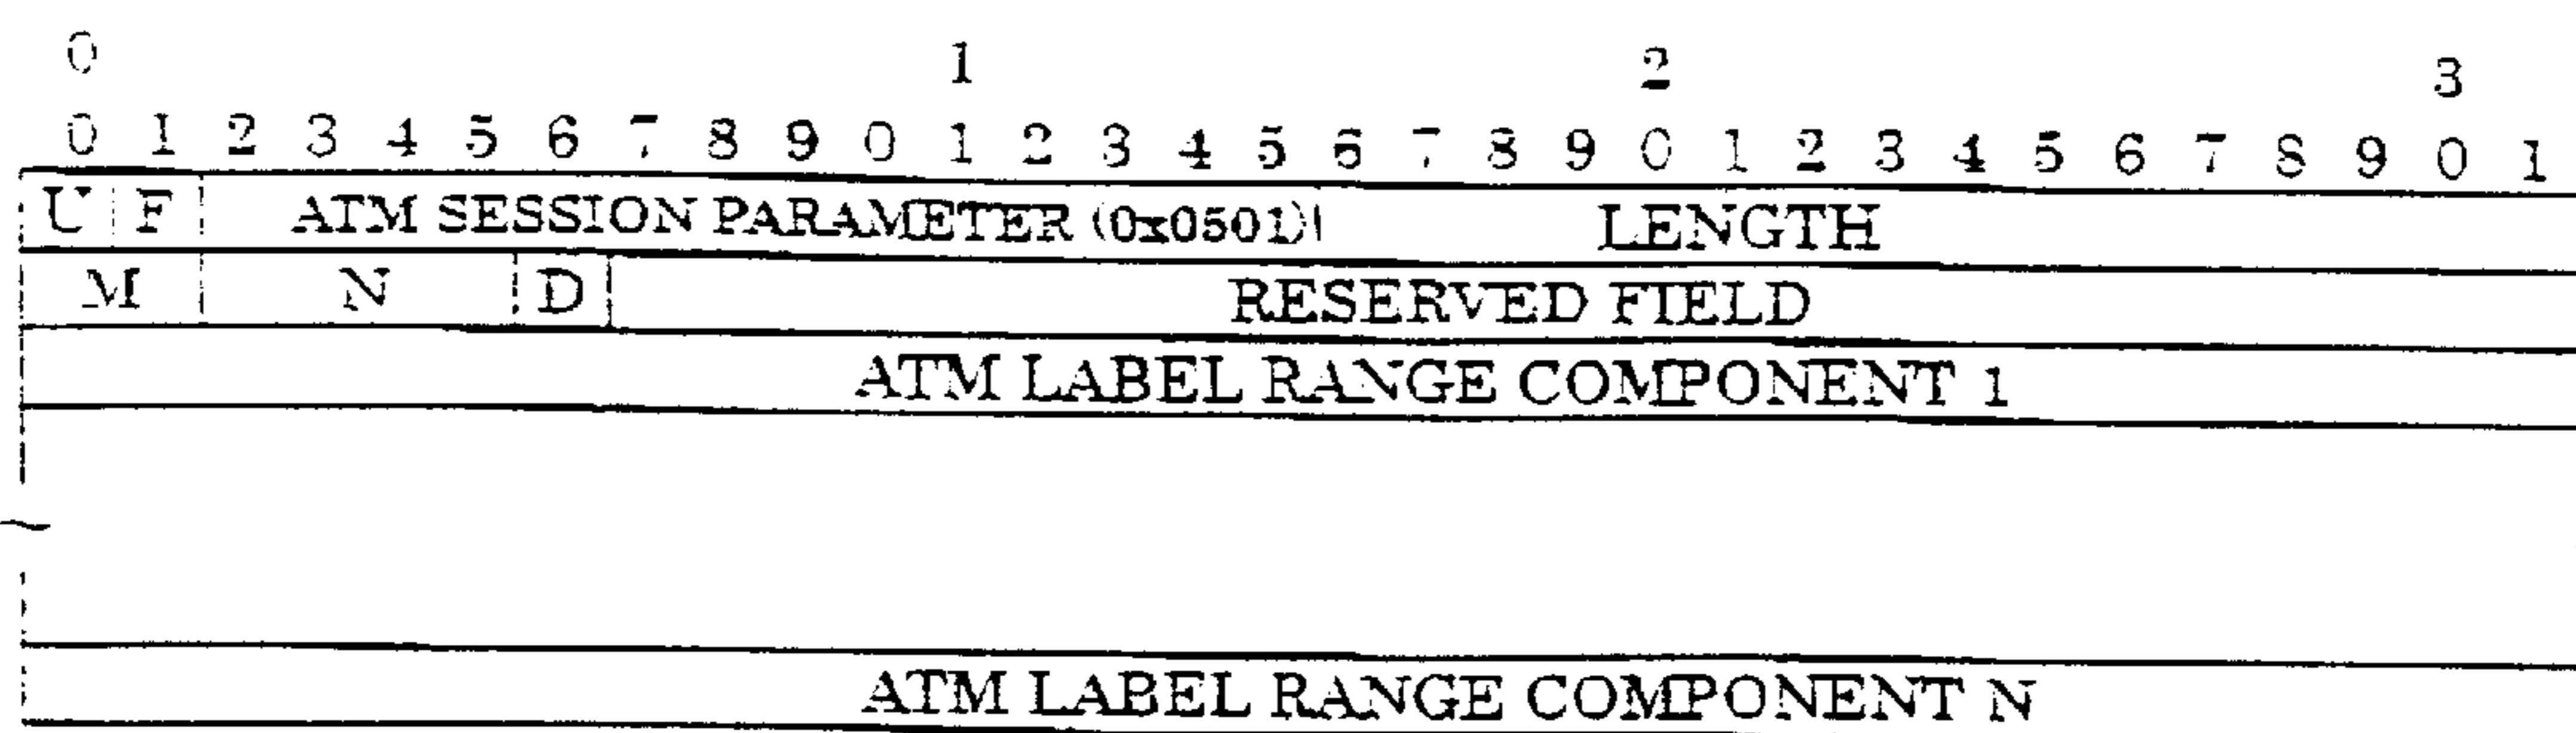 0 1 2 3
0 1 2 3 4 5 6 7 8 9 0 1 2 3 4 5 6 7 8 9 0 1 2 3 4 5 6 7 8 9 0 1
U F ATM SESSION PARAMETER (0x0501) LENGTH
M N D RESERVED FIELD
ATM LABEL RANGE COMPONENT 1
~
ATM LABEL RANGE COMPONENT N